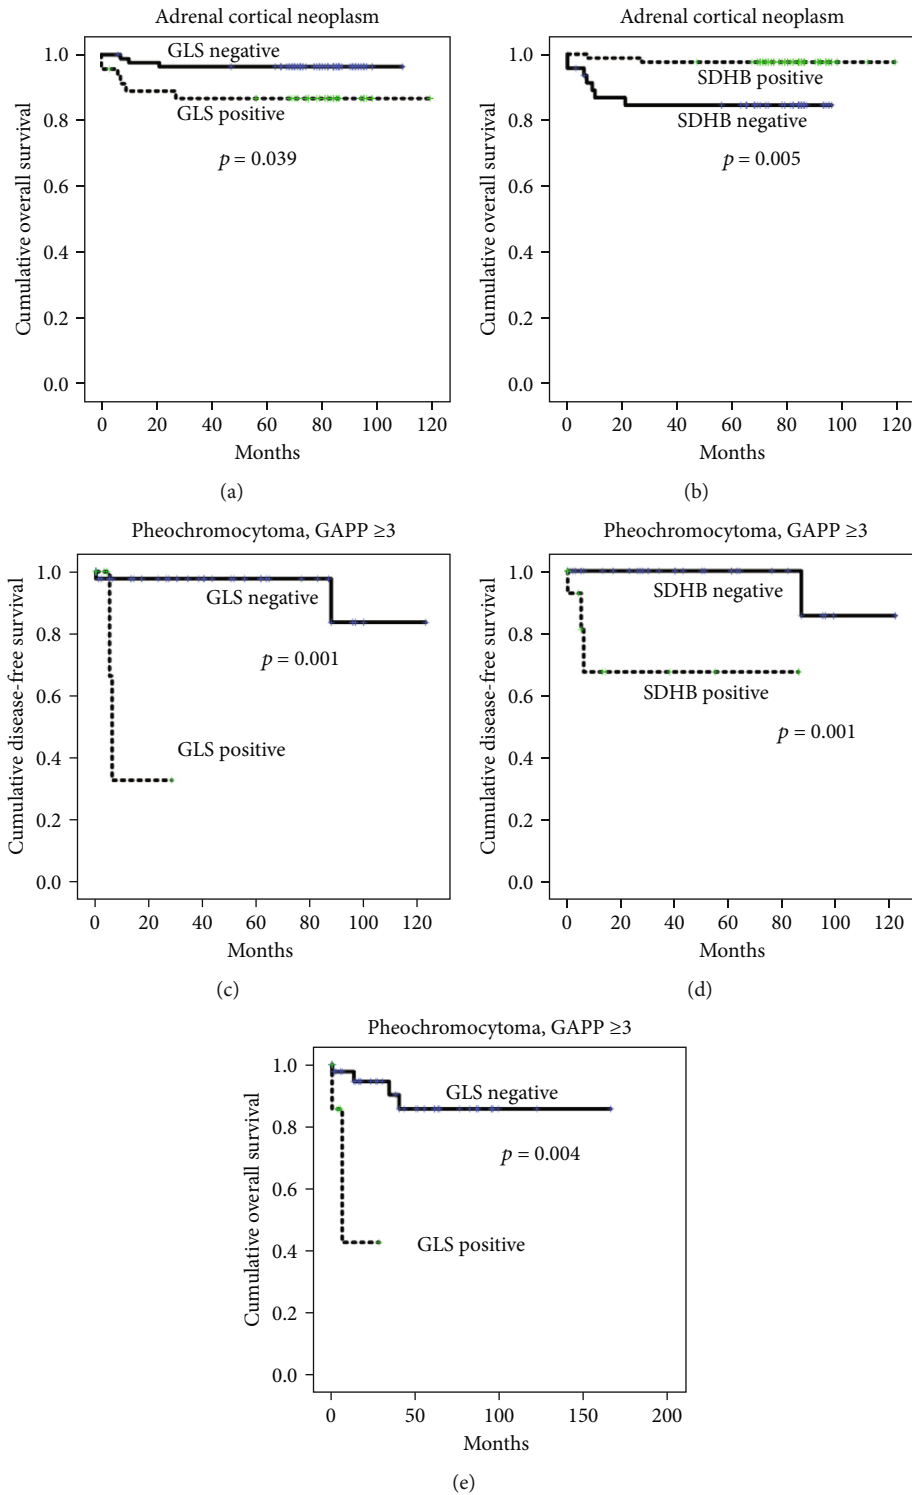 Adrenal cortical neoplasm
Cumulative overall survival
1.0
0.8
0.6
0.4
0.2
0.0
GLS negative
GLS positive
p = 0.039
0 20 40 60 80 100 120
Months
(a)
Adrenal cortical neoplasm
Cumulative overall survival
1.0
0.8
0.6
0.4
0.2
0.0
SDHB positive
SDHB negative
p = 0.005
0 20 40 60 80 100 120
Months
(b)
Pheochromocytoma, GAPP ≥3
Cumulative disease-free survival
1.0
0.8
0.6
0.4
0.2
0.0
GLS negative
p = 0.001
GLS positive
0 20 40 60 80 100 120
Months
(c)
Pheochromocytoma, GAPP ≥3
Cumulative disease-free survival
1.0
0.8
0.6
0.4
0.2
0.0
SDHB negative
SDHB positive
p = 0.001
0 20 40 60 80 100 120
Months
(d)
Pheochromocytoma, GAPP ≥3
Cumulative overall survival
1.0
0.8
0.6
0.4
0.2
0.0
GLS negative
p = 0.004
GLS positive
0 50 100 150 200
Months
(e)